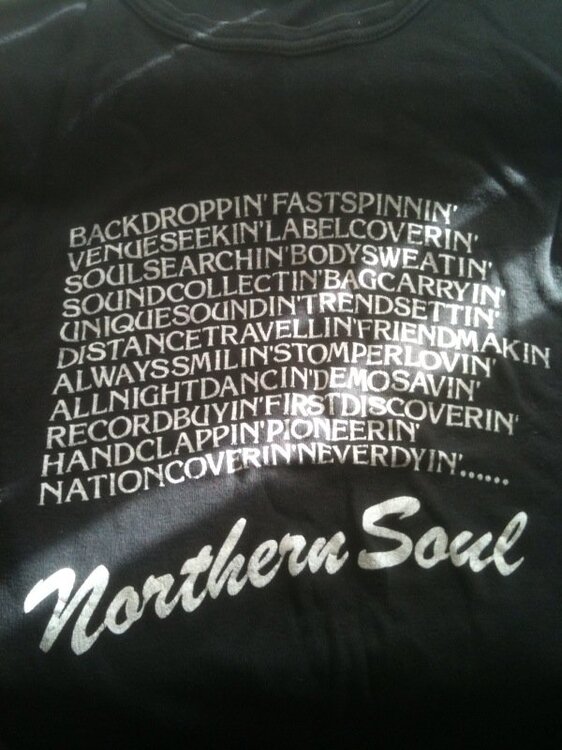 BACKDROPPIN' FASTSPINNIN'
VENUESEEKIN'LABELCOVERIN'
SOULSEARCHIN'BODYSWEATIN'
SOUNDCOLLECTIN'BAGCARRYIN'
UNIQUESOUNDIN'TRENDSETTIN'
DISTANCETRAVELLIN'FRIENDMAKIN
ALWAYSSMILIN'STOMPERLOVIN'
ALLNIGHTDANCIN'DEMOSAVIN'
RECORDBUYIN'FIRSTDISCOVERIN'
HANDCLAPPIN'PIONEERIN'
NATIONCOVERIN'NEVERDYIN'......
Northern Soul